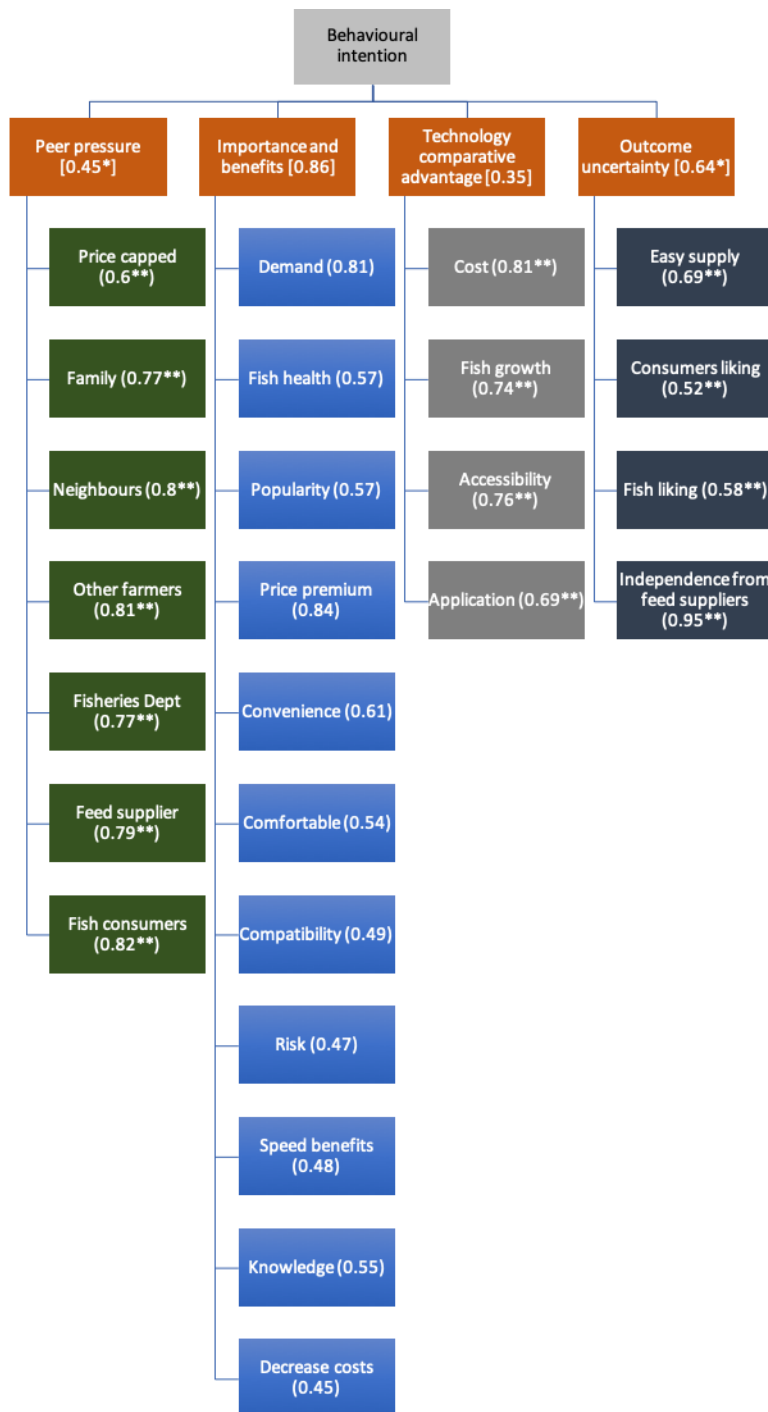 Behavioural
intention
Peer pressure
[0.45*]
Importance and
benefits [0.86]
Technology
comparative
advantage [0.35]
Outcome
uncertainty [0.64*]
Price capped
(0.6**)
Family (0.77**)
Neighbours (0.8**)
Other farmers
(0.81**)
Fisheries Dept
(0.77**)
Feed supplier
(0.79**)
Fish consumers
(0.82**)
Demand (0.81)
Fish health (0.57)
Popularity (0.57)
Price premium
(0.84)
Convenience (0.61)
Comfortable (0.54)
Compatibility (0.49)
Risk (0.47)
Speed benefits
(0.48)
Knowledge (0.55)
Decrease costs
(0.45)
Cost (0.81**)
Fish growth
(0.74**)
Accessibility
(0.76**)
Application (0.69**)
Easy supply
(0.69**)
Consumers liking
(0.52**)
Fish liking (0.58**)
Independence from
feed suppliers
(0.95**)